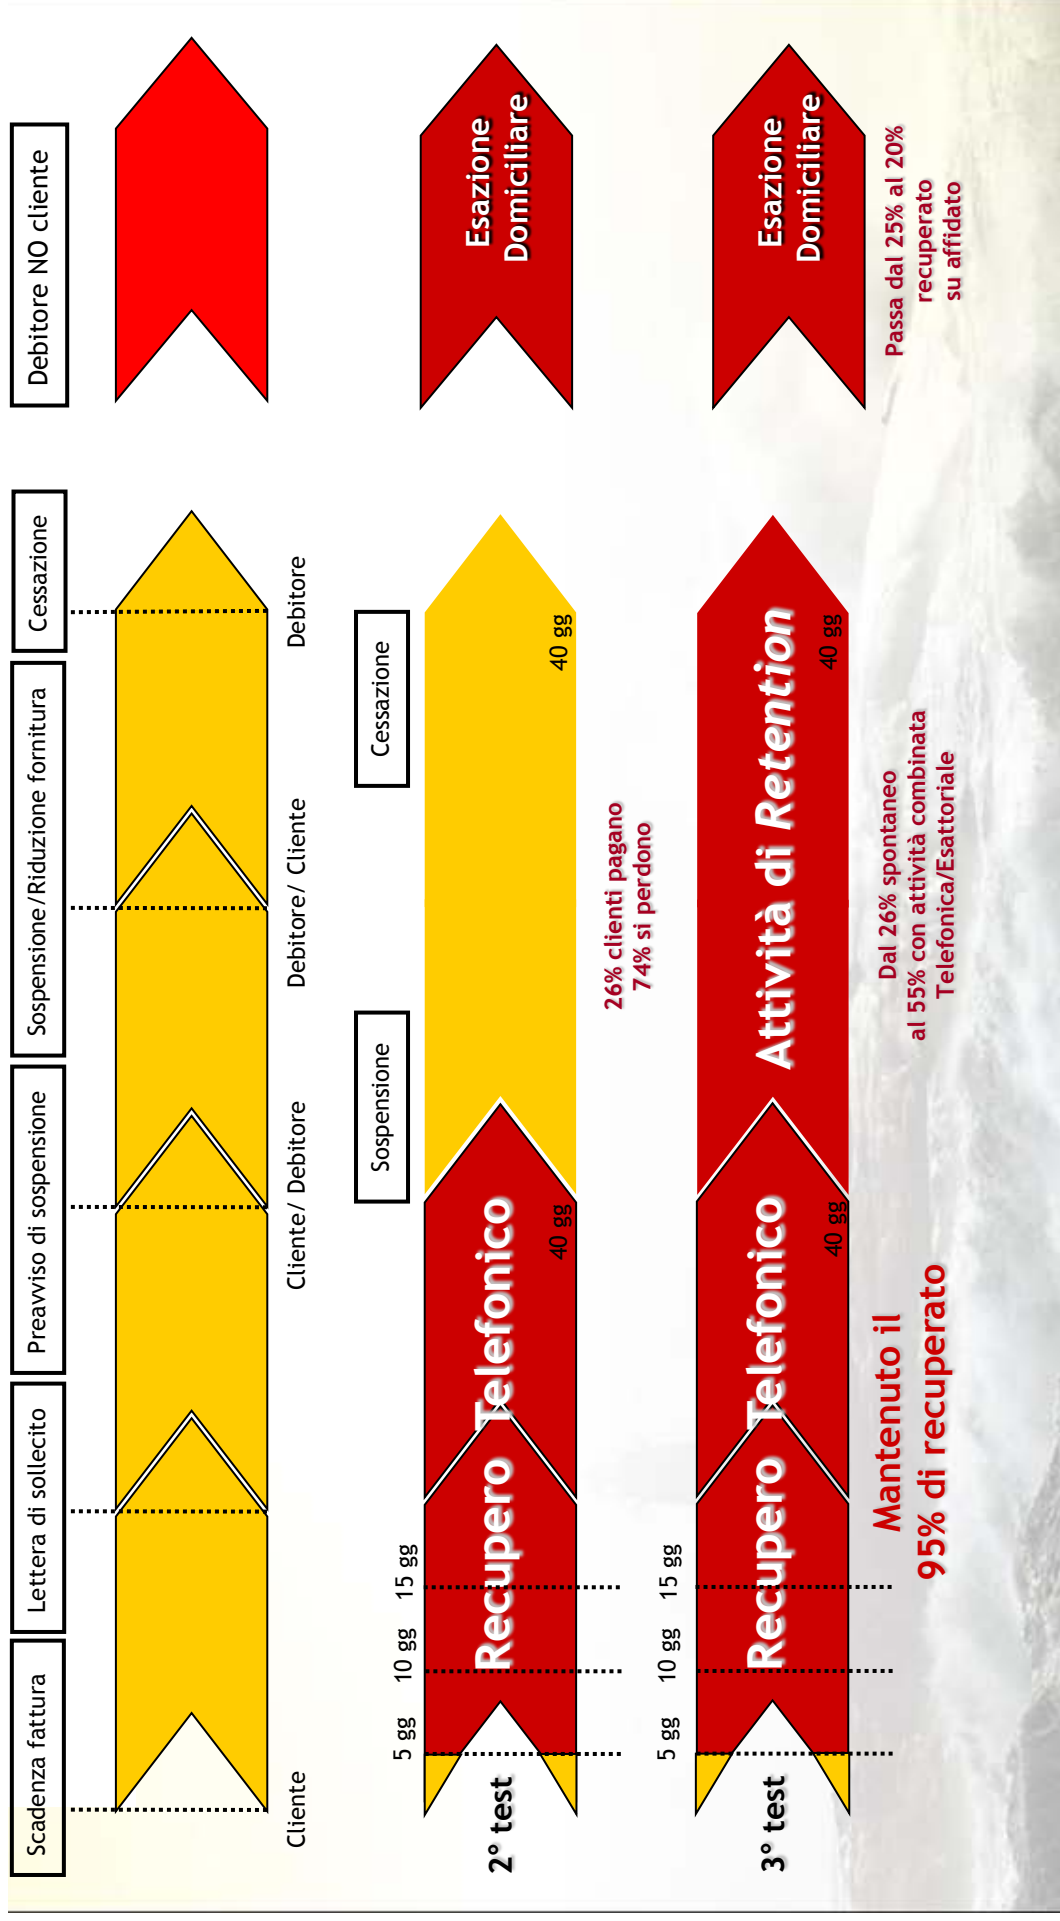 Scadenza fattura
Lettera di sollecito
Preavviso di sospensione
Sospensione/Riduzione fornitura
Cessazione
Debitore NO cliente
Cliente
Cliente/ Debitore
Debitore/ Cliente
Debitore
Sospensione
Cessazione
5 gg
10 gg
15 gg
2° test
Recupero Telefonico
40 gg
40 gg
Esazione
Domiciliare
26% clienti pagano
74% si perdono
5 gg
10 gg
15 gg
3° test
Recupero Telefonico
40 gg
Attività di Retention
40 gg
Esazione
Domiciliare
Mantenuto il
95% di recuperato
Dal 26% spontaneo
al 55% con attività combinata
Telefonica/Esattoriale
Passa dal 25% al 20%
recuperato
su affidato